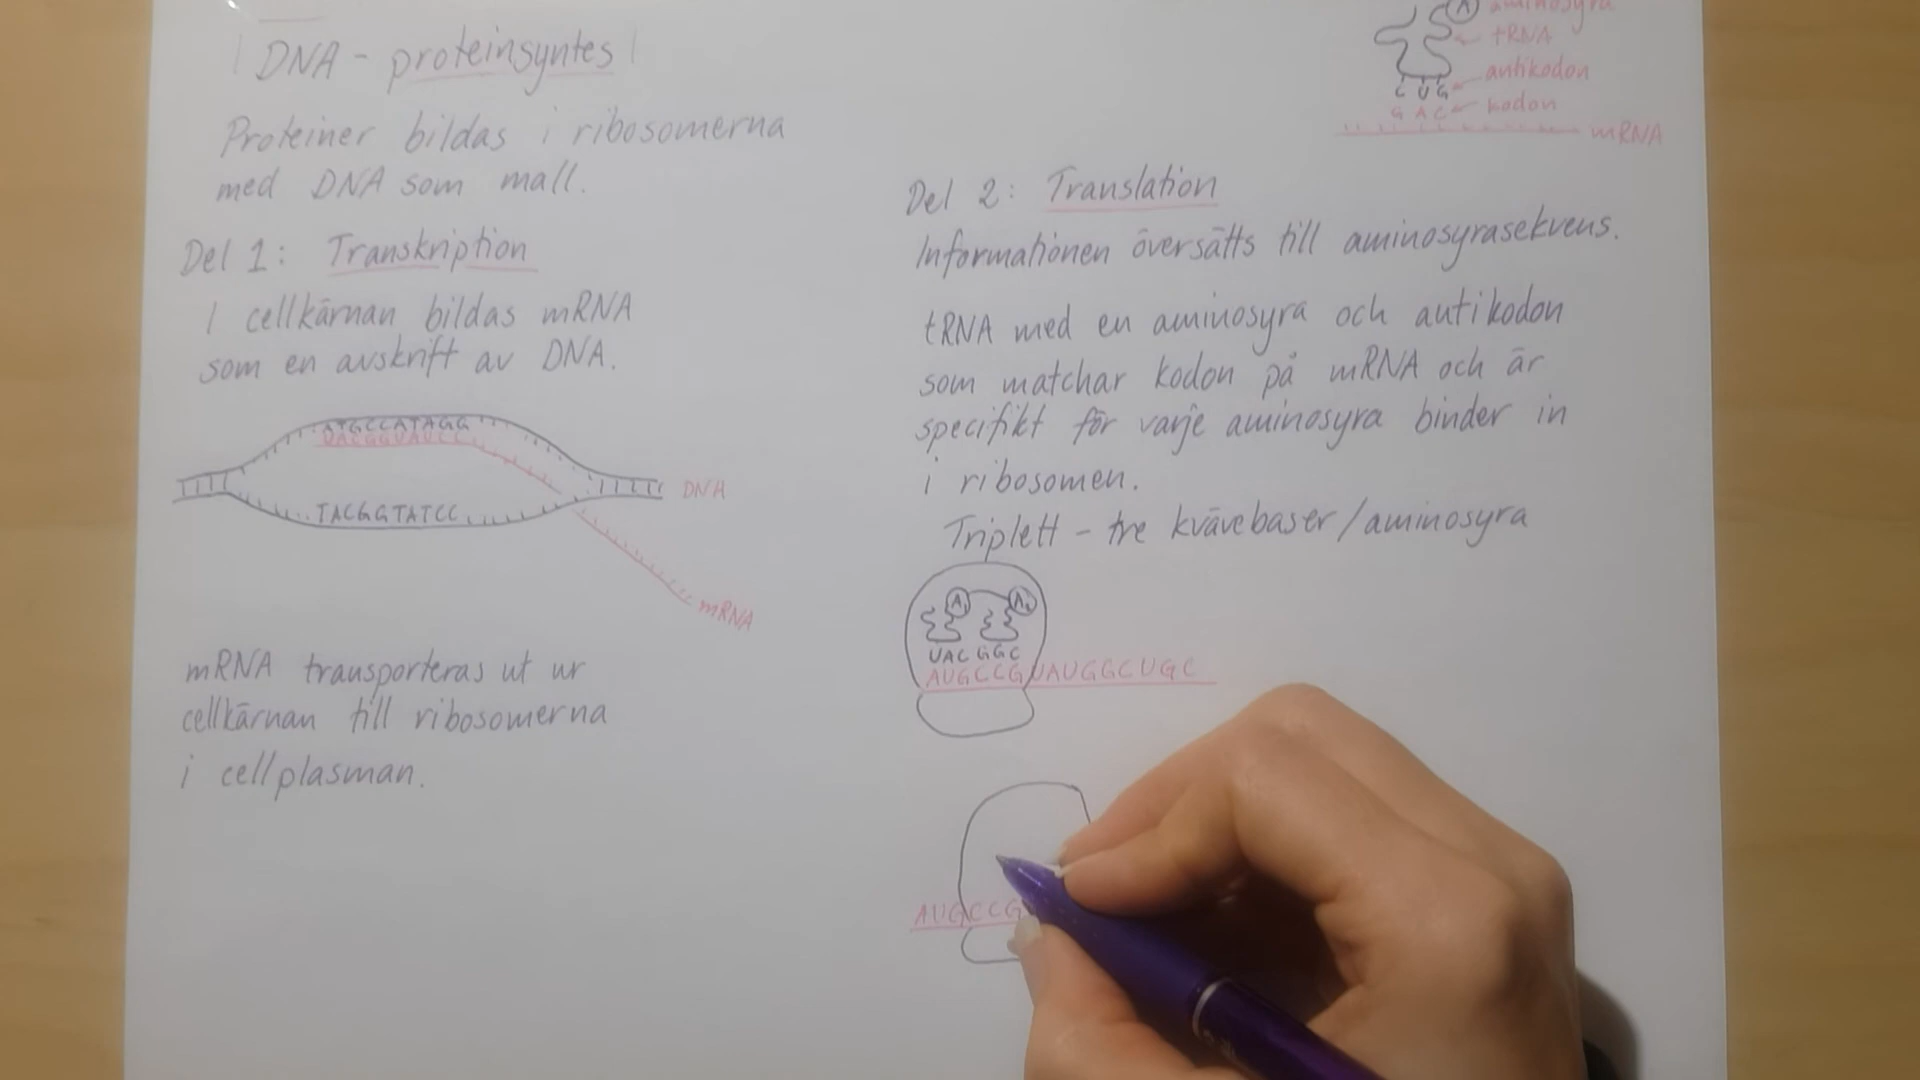 DNA - proteinsyntes
Proteiner bildas i ribosomerna
med DNA som mall.
Del 1: Transkription
I cellkärnan bildas mRNA
som en avskrift av DNA.
ATGCCATAGG
UACGGUAUCC
TACGGTATCC
DNA
mRNA
mRNA transporteras ut ur
cellkärnan till ribosomerna
i cellplasman.
A aminosyra
tRNA
antikodon
CUG
GAC kodon
mRNA
Del 2: Translation
Informationen översätts till aminosyrasekvens.
tRNA med en aminosyra och antikodon
som matchar kodon på mRNA och är
specifikt för varje aminosyra binder in
i ribosomen.
Triplett - tre kvävebaser/aminosyra
A1 A2
UAC GGC
AUGCCGUAUGGCUGC
AUGCCG